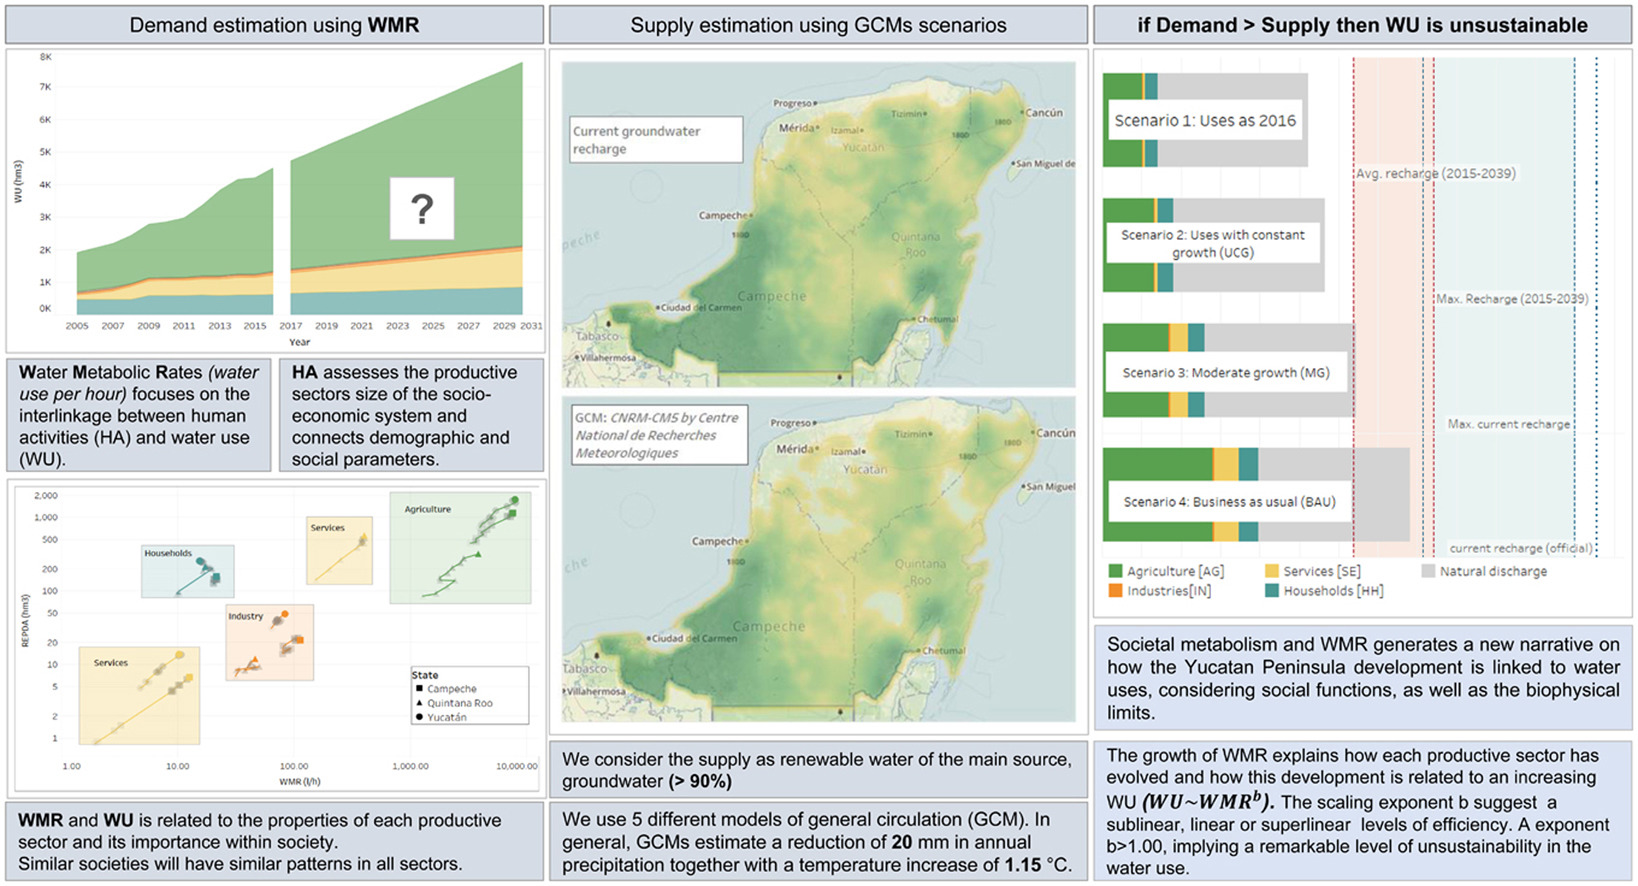 Demand estimation using WMR
8K
7K
6K
5K
4K
3K
2K
1K
0K
WU (hm3)
?
2005 2007 2009 2011 2013 2015 2017 2019 2021 2023 2025 2027 2029 2031
Year
Water Metabolic Rates (water
use per hour) focuses on the
interlinkage between human
activities (HA) and water use
(WU).
HA assesses the productive
sectors size of the socio-
economic system and
connects demographic and
social parameters.
2,000
1,000
500
200
100
50
20
10
5
2
1
REPDA (hm3)
Households
Services
Agriculture
Industry
Services
State
Campeche
Quintana Roo
Yucatán
1.00 10.00 100.00 1,000.00 10,000.00
WMR (l/h)
WMR and WU is related to the properties of each productive
sector and its importance within society.
Similar societies will have similar patterns in all sectors.
Supply estimation using GCMs scenarios
Current groundwater
recharge
Progreso
Mérida
Izamal
Tizimin
Yucatán
180D
180D
Cancún
San Miguel de
Campeche
180D
peche
Quintana
Roo
Campeche
Ciudad del Carmen
Chetumal
Tabasco
Villahermosa
GCM: CNRM-CM5 by Centre
National de Recherches
Meteorologiques
Progreso
Mérida
Izamal
Tizimin
Yucatán
180D
180D
Cancún
San Miguel
Campeche
180D
che
Quintana
Roo
Campeche
Ciudad del Carmen
Chetumal
Tabasco
Villahermosa
We consider the supply as renewable water of the main source,
groundwater (> 90%)
We use 5 different models of general circulation (GCM). In
general, GCMs estimate a reduction of 20 mm in annual
precipitation together with a temperature increase of 1.15 °C.
if Demand > Supply then WU is unsustainable
Scenario 1: Uses as 2016
Avg. recharge (2015-2039)
Scenario 2: Uses with constant
growth (UCG)
Max. Recharge (2015-2039)
Scenario 3: Moderate growth (MG)
Max. current recharge
Scenario 4: Business as usual (BAU)
current recharge (official)
Agriculture [AG]
Services [SE]
Natural discharge
Industries[IN]
Households [HH]
Societal metabolism and WMR generates a new narrative on
how the Yucatan Peninsula development is linked to water
uses, considering social functions, as well as the biophysical
limits.
The growth of WMR explains how each productive sector has
evolved and how this development is related to an increasing
WU (WU~WMRᵇ). The scaling exponent b suggest a
sublinear, linear or superlinear levels of efficiency. A exponent
b>1.00, implying a remarkable level of unsustainability in the
water use.